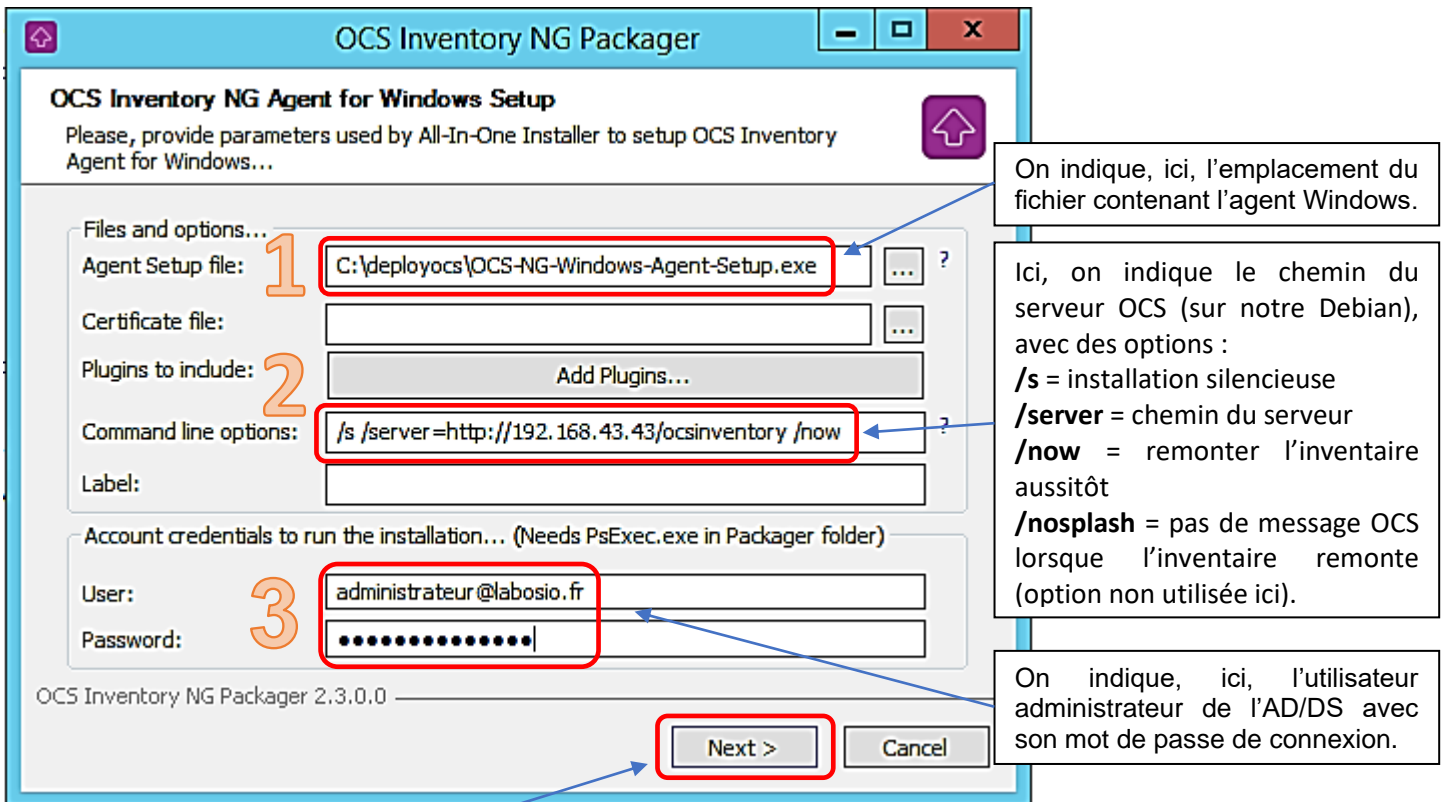 OCS Inventory NG Packager
OCS Inventory NG Agent for Windows Setup
Please, provide parameters used by All-In-One Installer to setup OCS Inventory
Agent for Windows...
On indique, ici, l’emplacement du
fichier contenant l’agent Windows.
Files and options...
1
Agent Setup file:
C:\deployocs\OCS-NG-Windows-Agent-Setup.exe
...
?
Certificate file:
...
Plugins to include:
2
Add Plugins...
Command line options:
/s /server=http://192.168.43.43/ocsinventory /now
?
Label:
Ici, on indique le chemin du
serveur OCS (sur notre Debian),
avec des options :
/s = installation silencieuse
/server = chemin du serveur
/now = remonter l’inventaire
aussitôt
/nosplash = pas de message OCS
lorsque l’inventaire remonte
(option non utilisée ici).
Account credentials to run the installation... (Needs PsExec.exe in Packager folder)
User:
3
administrateur@labosio.fr
Password:
●●●●●●●●●●●●●●
On indique, ici, l’utilisateur
administrateur de l’AD/DS avec
son mot de passe de connexion.
OCS Inventory NG Packager 2.3.0.0
Next >
Cancel